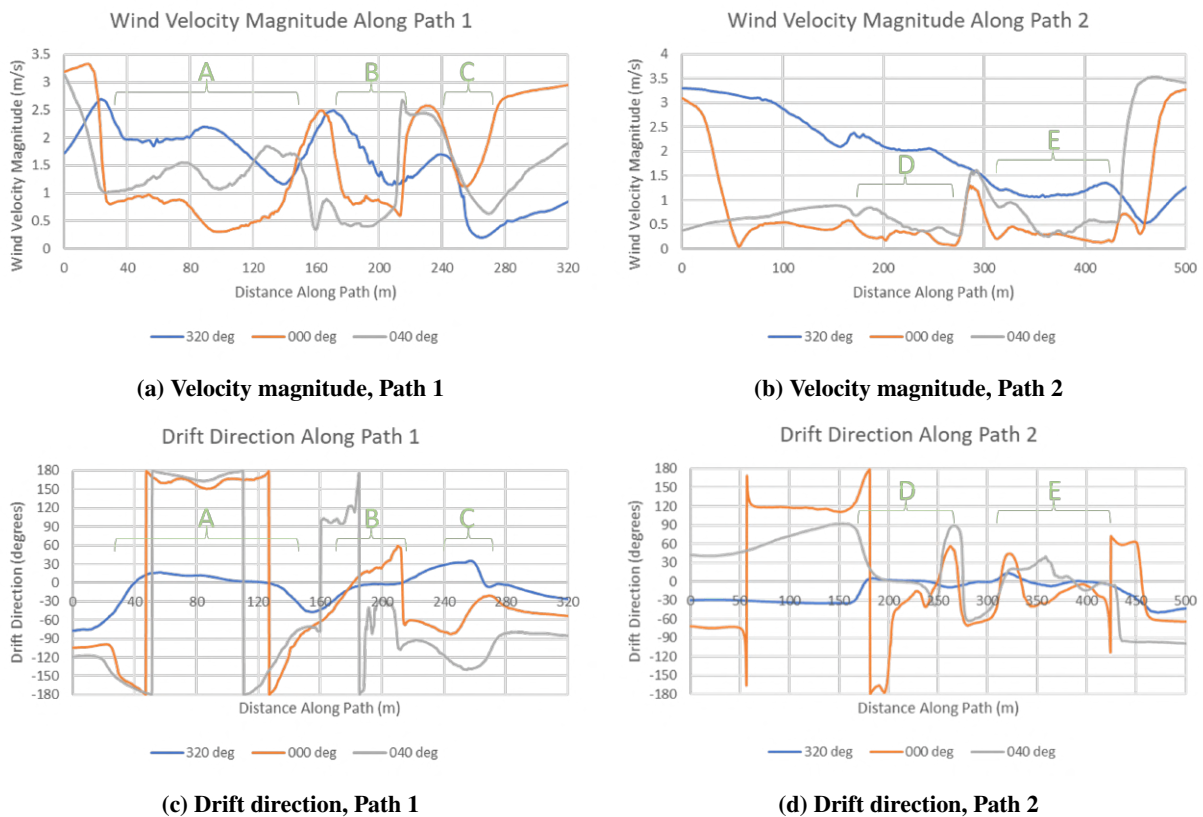 Wind Velocity Magnitude Along Path 1
Wind Velocity Magnitude (m/s)
3.5
3
2.5
2
1.5
1
0.5
0
A
B
C
0 40 80 120 160 200 240 280 320
Distance Along Path (m)
320 deg 000 deg 040 deg
(a) Velocity magnitude, Path 1
Wind Velocity Magnitude Along Path 2
Wind Velocity Magnitude (m/s)
4
3.5
3
2.5
2
1.5
1
0.5
0
D
E
0 100 200 300 400 500
Distance Along Path (m)
320 deg 000 deg 040 deg
(b) Velocity magnitude, Path 2
Drift Direction Along Path 1
Drift Direction (degrees)
180
150
120
90
60
30
0
-30
-60
-90
-120
-150
-180
A
B
C
0 40 80 120 160 200 240 280 320
Distance Along Path (m)
320 deg 000 deg 040 deg
(c) Drift direction, Path 1
Drift Direction Along Path 2
Drift Direction (degrees)
180
150
120
90
60
30
0
-30
-60
-90
-120
-150
-180
D
E
0 50 100 150 200 250 300 350 400 450 500
Distance Along Path (m)
320 deg 000 deg 040 deg
(d) Drift direction, Path 2